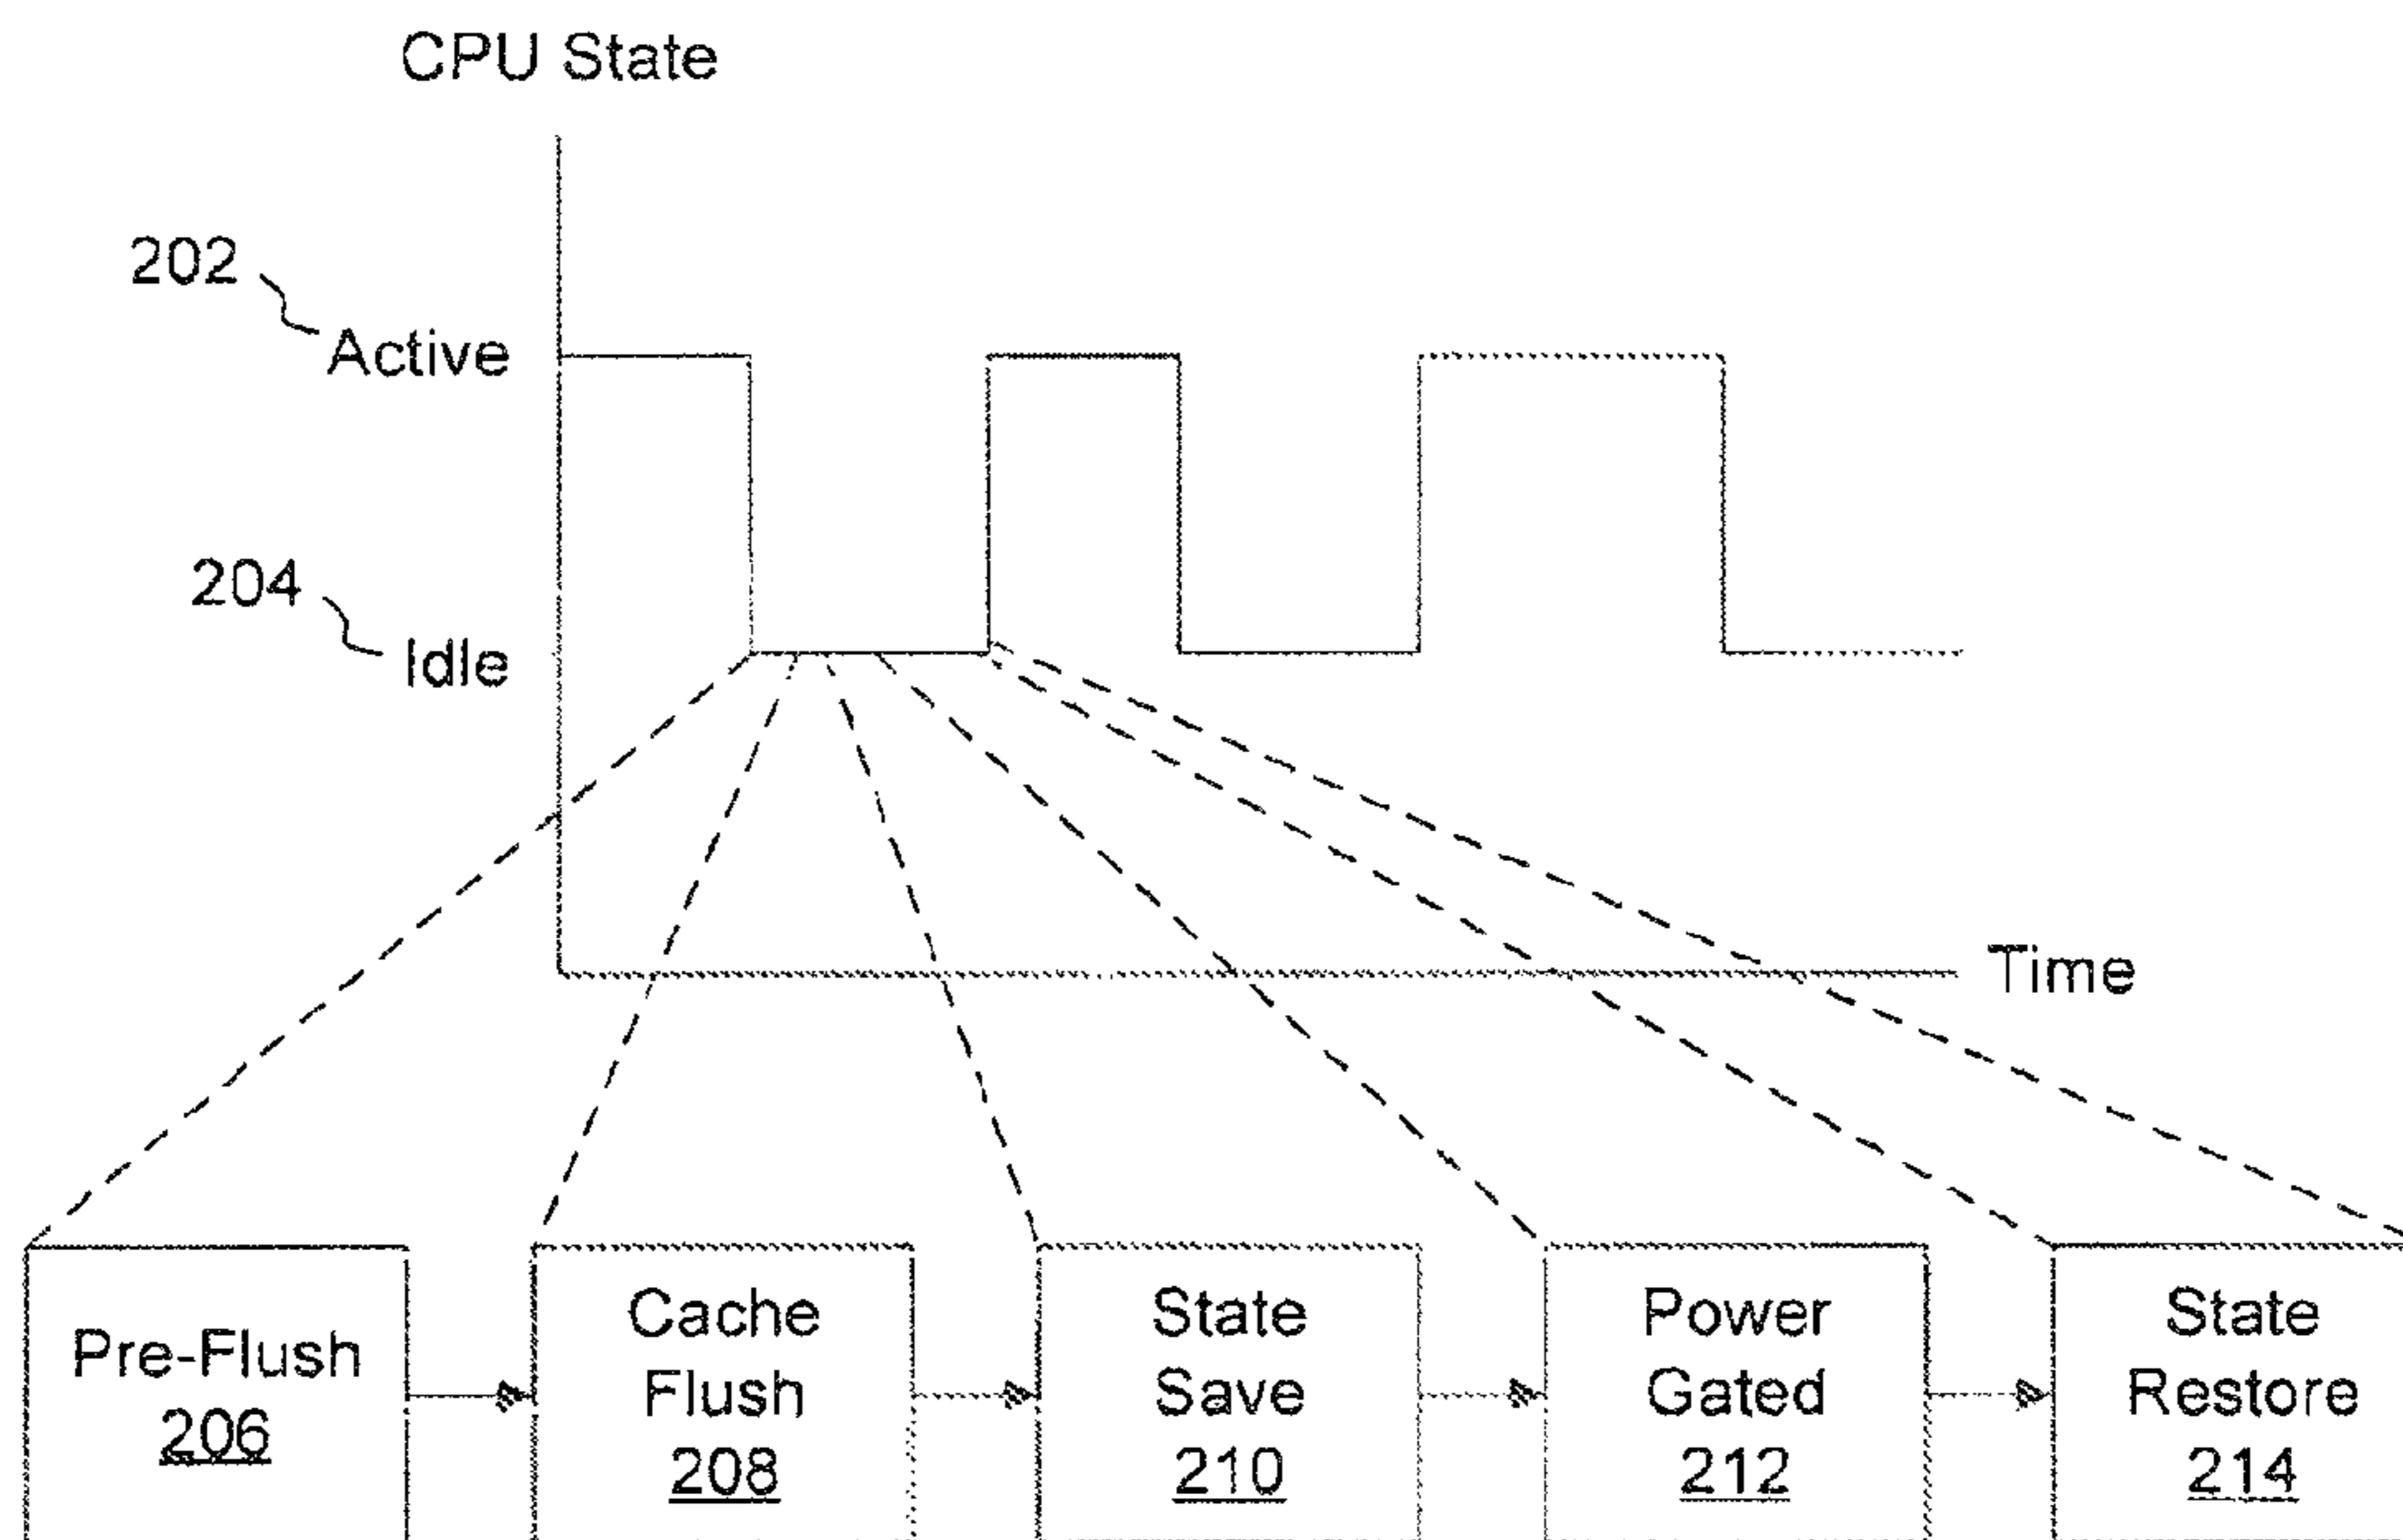 CPU State
202
Active
204
Idle
Time
Pre-Flush
206
Cache
Flush
208
State
Save
210
Power
Gated
212
State
Restore
214